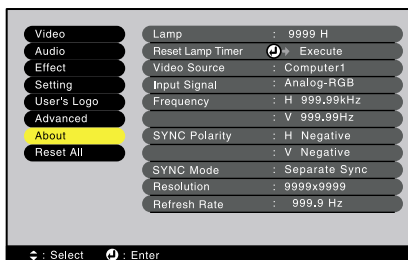 Video
Audio
Effect
Setting
User's Logo
Advanced
About
Reset All
Lamp : 9999 H
Reset Lamp Timer Execute
Video Source : Computer1
Input Signal : Analog-RGB
Frequency : H 999.99kHz
: V 999.99Hz
SYNC Polarity : H Negative
: V Negative
SYNC Mode : Separate Sync
Resolution : 9999x9999
Refresh Rate : 999.9 Hz
: Select : Enter